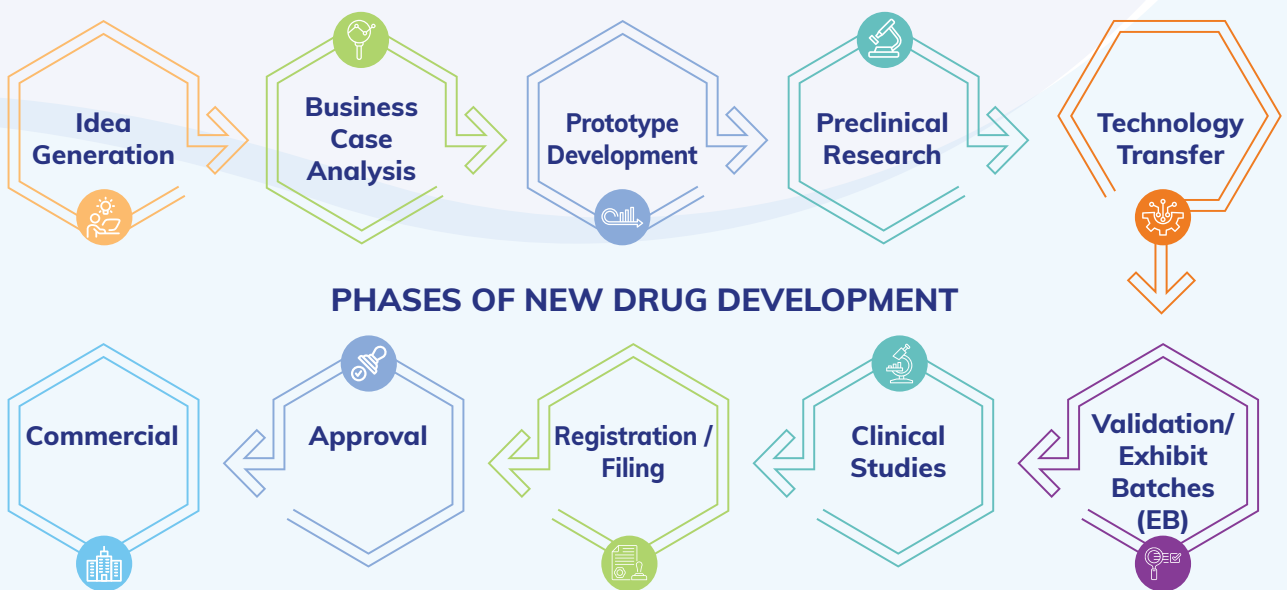 Idea
Generation
Business
Case
Analysis
Prototype
Development
Preclinical
Research
Technology
Transfer
PHASES OF NEW DRUG DEVELOPMENT
Commercial
Approval
Registration /
Filing
Clinical
Studies
Validation/
Exhibit
Batches
(EB)